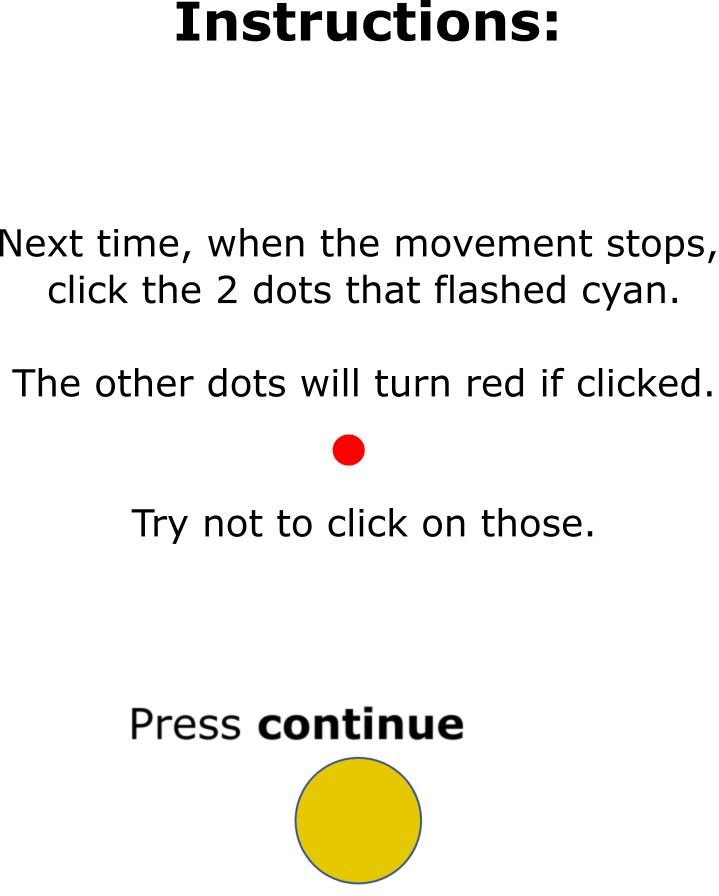 Instructions:
Next time, when the movement stops,
click the 2 dots that flashed cyan.
The other dots will turn red if clicked.
Try not to click on those.
Press continue